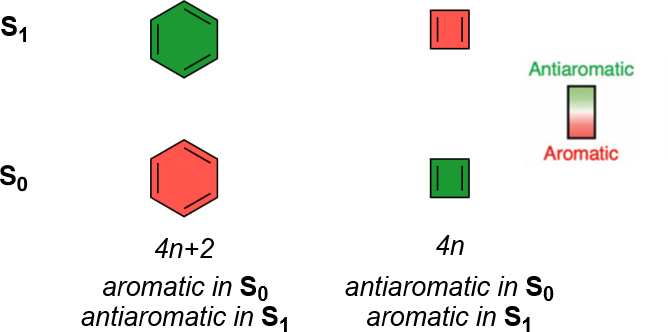 S₁
Antiaromatic
Aromatic
S₀
4n+2
4n
aromatic in S₀
antiaromatic in S₁
antiaromatic in S₀
aromatic in S₁